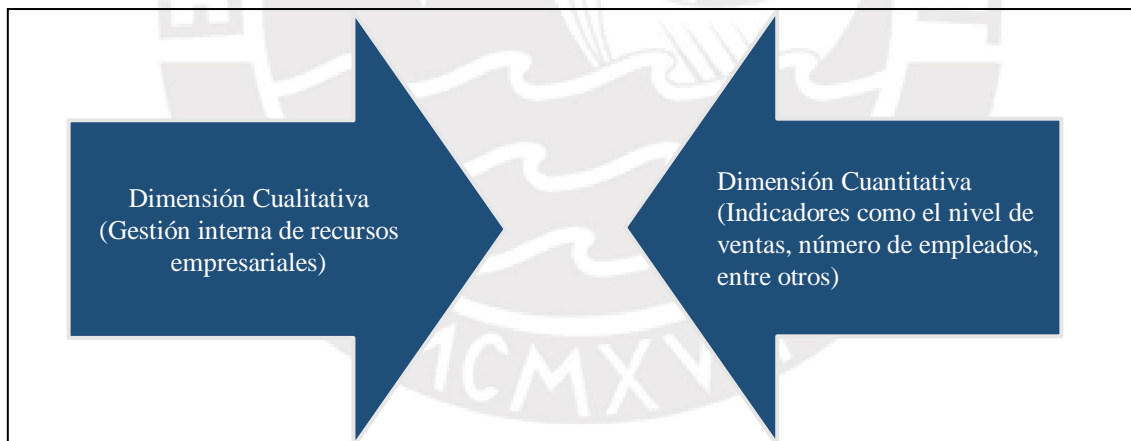 Dimensión Cualitativa
(Gestión interna de recursos
empresariales)
Dimensión Cuantitativa
(Indicadores como el nivel de
ventas, número de empleados,
entre otros)